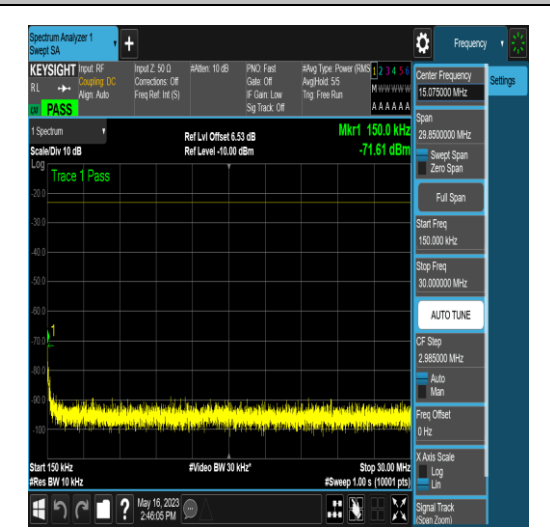 Spectrum Analyzer 1
Swept SA
Frequency
KEYSIGHT
RL
PASS
Input: RF
Coupling: DC
Align: Auto
Input Z: 50 Ω
Corrections: Off
Freq Ref: Int (S)
#Atten: 10 dB
PNO: Fast
Gate: Off
IF Gain: Low
Sig Track: Off
#Avg Type: Power (RMS
Avg|Hold: 5/5
Trig: Free Run
1 2 3 4 5 6
M W W W W W
A A A A A A
1 Spectrum
Scale/Div 10 dB
Log
Ref Lvl Offset 6.53 dB
Ref Level -10.00 dBm
Mkr1 150.0 kHz
-71.61 dBm
Trace 1 Pass
-20.0
-30.0
-40.0
-50.0
-60.0
-70.0
-80.0
-90.0
-100
1
Start 150 kHz
#Res BW 10 kHz
#Video BW 30 kHz*
Stop 30.00 MHz
#Sweep 1.00 s (10001 pts)
May 16, 2023
2:46:05 PM
Center Frequency
15.075000 MHz
Settings
Span
29.8500000 MHz
Swept Span
Zero Span
Full Span
Start Freq
150.000 kHz
Stop Freq
30.000000 MHz
AUTO TUNE
CF Step
2.985000 MHz
Auto
Man
Freq Offset
0 Hz
X Axis Scale
Log
Lin
Signal Track
(Span Zoom)